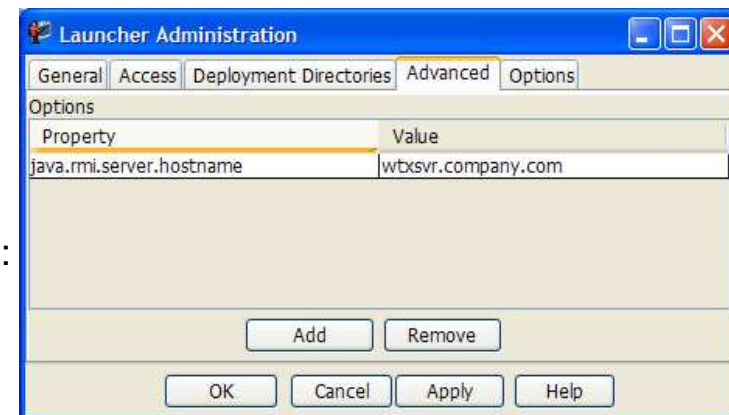 Launcher Administration
General Access Deployment Directories Advanced Options
Options
Property Value
java.rmi.server.hostname wtxsvr.company.com
:
Add Remove
OK Cancel Apply Help